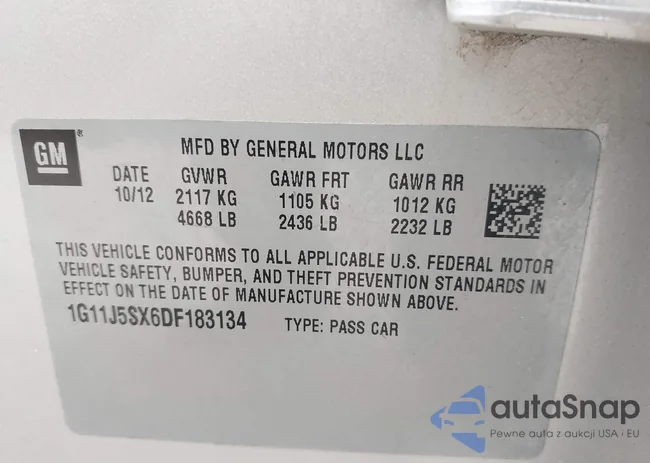 GM®
MFD BY GENERAL MOTORS LLC
DATE GVWR GAWR FRT GAWR RR
10/12 2117 KG 1105 KG 1012 KG
4668 LB 2436 LB 2232 LB
THIS VEHICLE CONFORMS TO ALL APPLICABLE U.S. FEDERAL MOTOR
VEHICLE SAFETY, BUMPER, AND THEFT PREVENTION STANDARDS IN
EFFECT ON THE DATE OF MANUFACTURE SHOWN ABOVE.
1G11J5SX6DF183134 TYPE: PASS CAR
autaSnap
Pewne auta z aukcji USA · EU